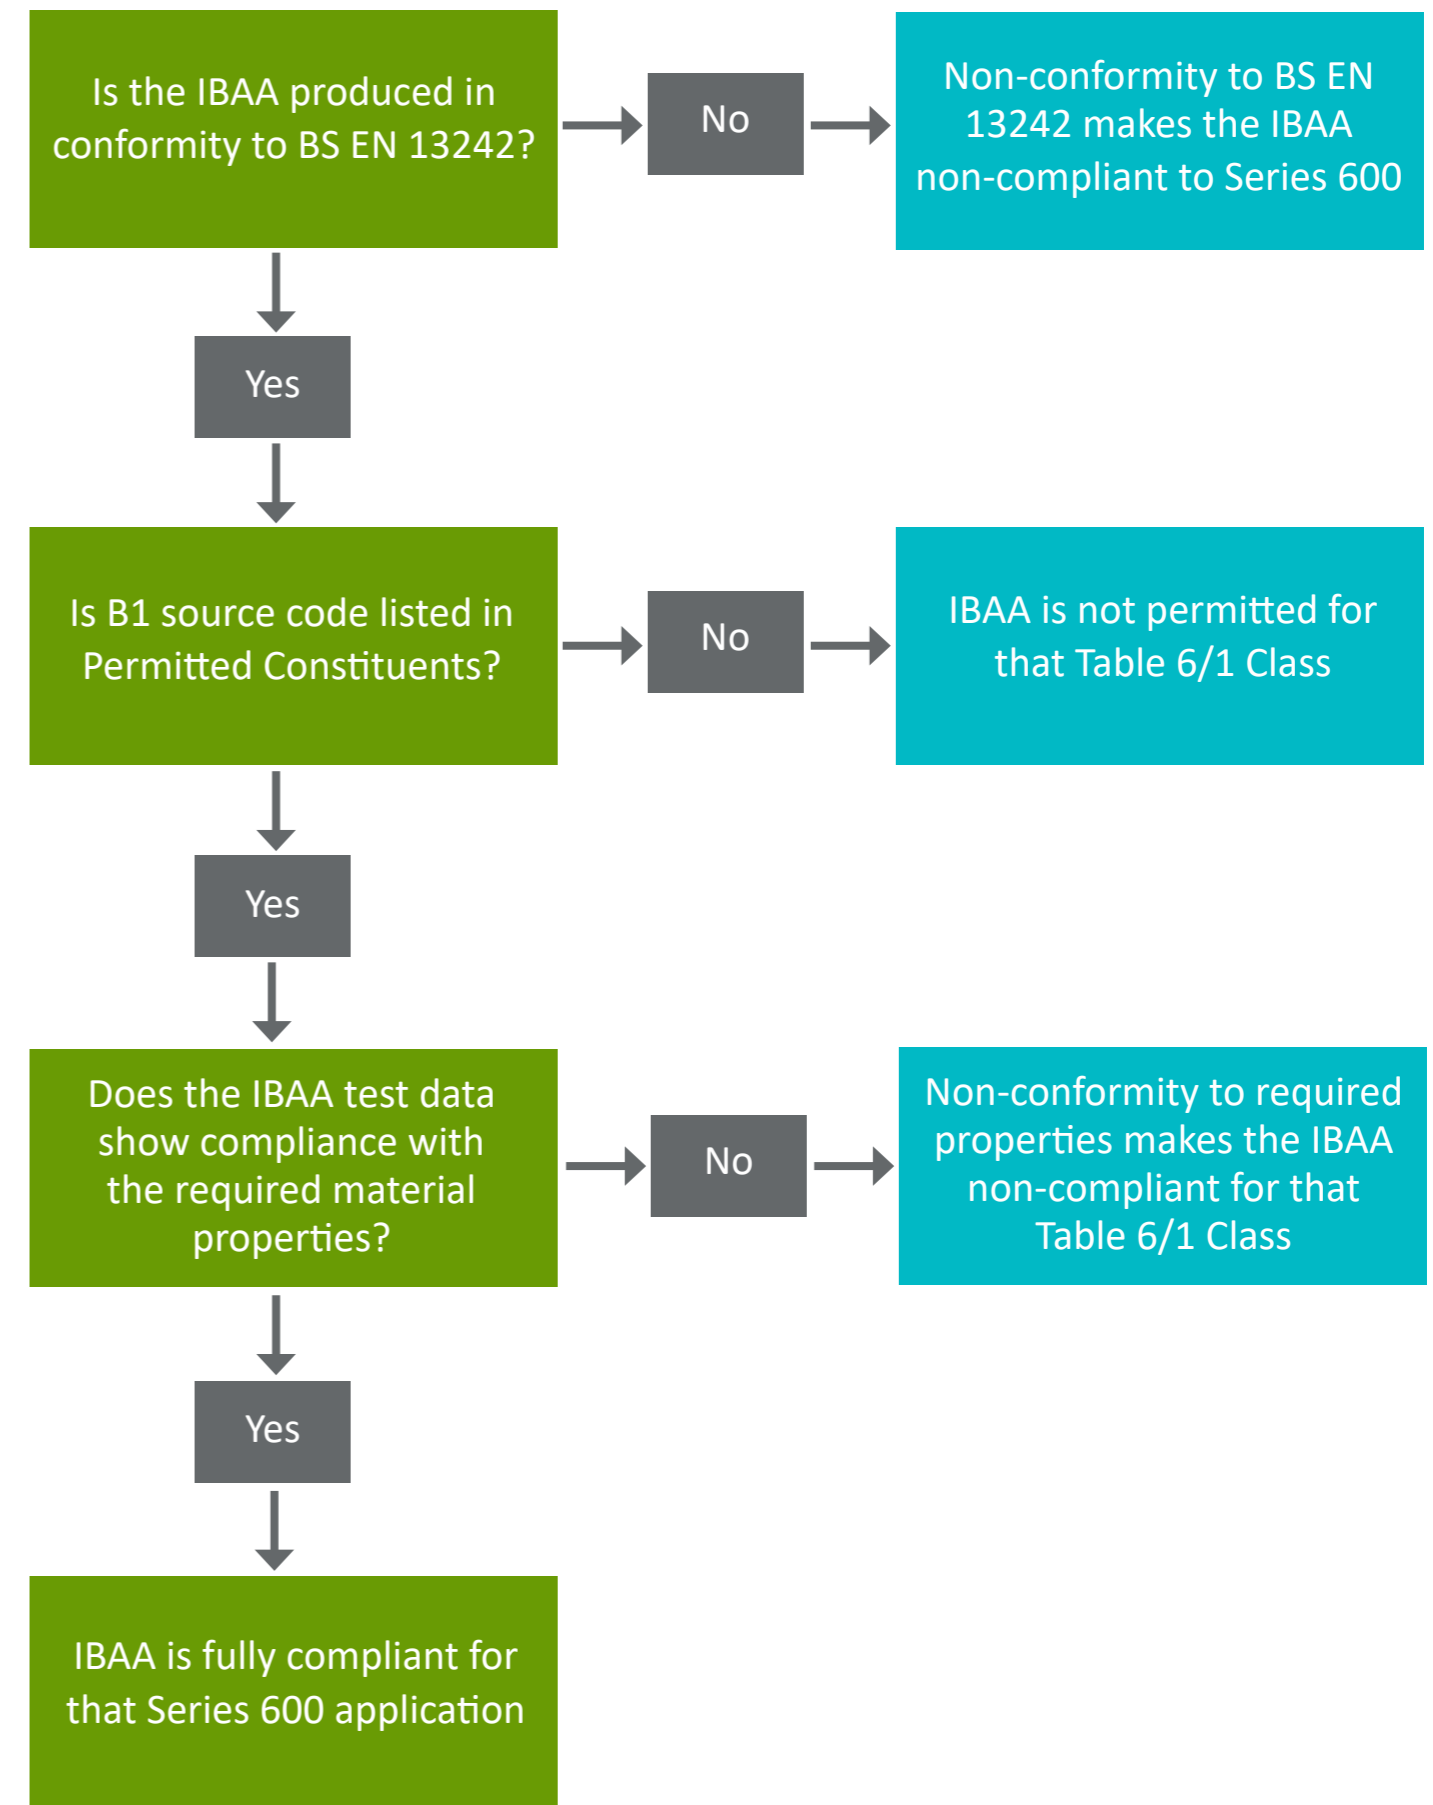 Is the IBAA produced in
conformity to BS EN 13242?
No
Non-conformity to BS EN
13242 makes the IBAA
non-compliant to Series 600
Yes
Is B1 source code listed in
Permitted Constituents?
No
IBAA is not permitted for
that Table 6/1 Class
Yes
Does the IBAA test data
show compliance with
the required material
properties?
No
Non-conformity to required
properties makes the IBAA
non-compliant for that
Table 6/1 Class
Yes
IBAA is fully compliant for
that Series 600 application